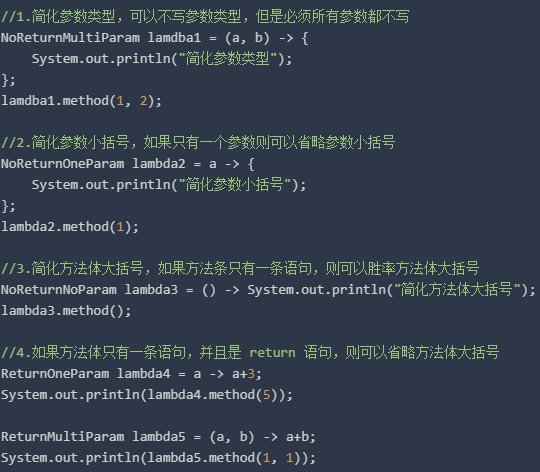 //1.简化参数类型，可以不写参数类型，但是必须所有参数都不写
NoReturnMultiParam lamdba1 = (a, b) -> {
    System.out.println("简化参数类型");
};
lamdba1.method(1, 2);

//2.简化参数小括号，如果只有一个参数则可以省略参数小括号
NoReturnOneParam lambda2 = a -> {
    System.out.println("简化参数小括号");
};
lambda2.method(1);

//3.简化方法体大括号，如果方法条只有一条语句，则可以胜率方法体大括号
NoReturnNoParam lambda3 = () -> System.out.println("简化方法体大括号");
lambda3.method();

//4.如果方法体只有一条语句，并且是 return 语句，则可以省略方法体大括号
ReturnOneParam lambda4 = a -> a+3;
System.out.println(lambda4.method(5));

ReturnMultiParam lambda5 = (a, b) -> a+b;
System.out.println(lambda5.method(1, 1));